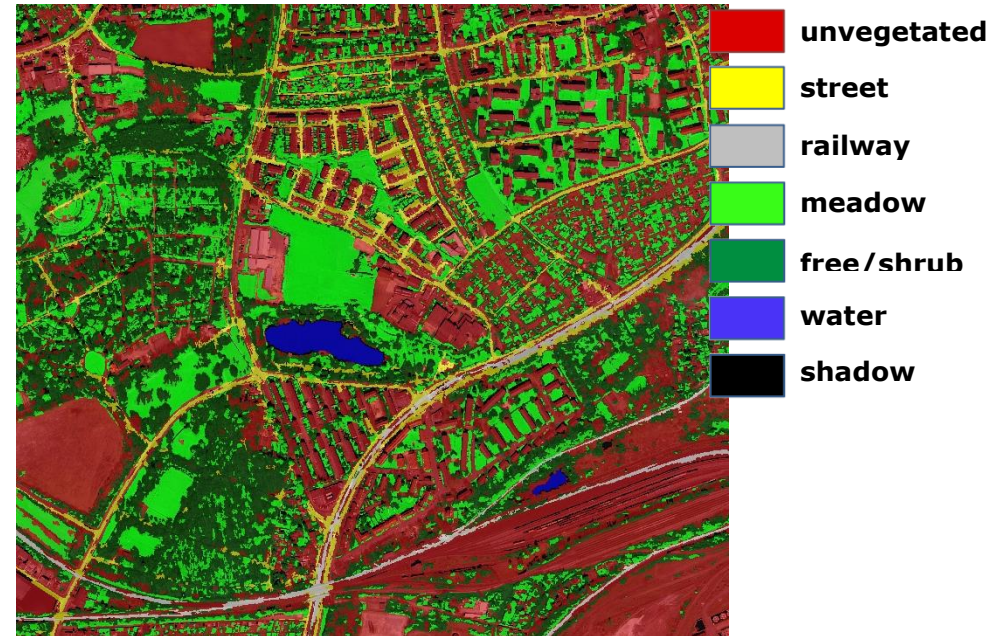 unvegetated
street
railway
meadow
free/shrub
water
shadow